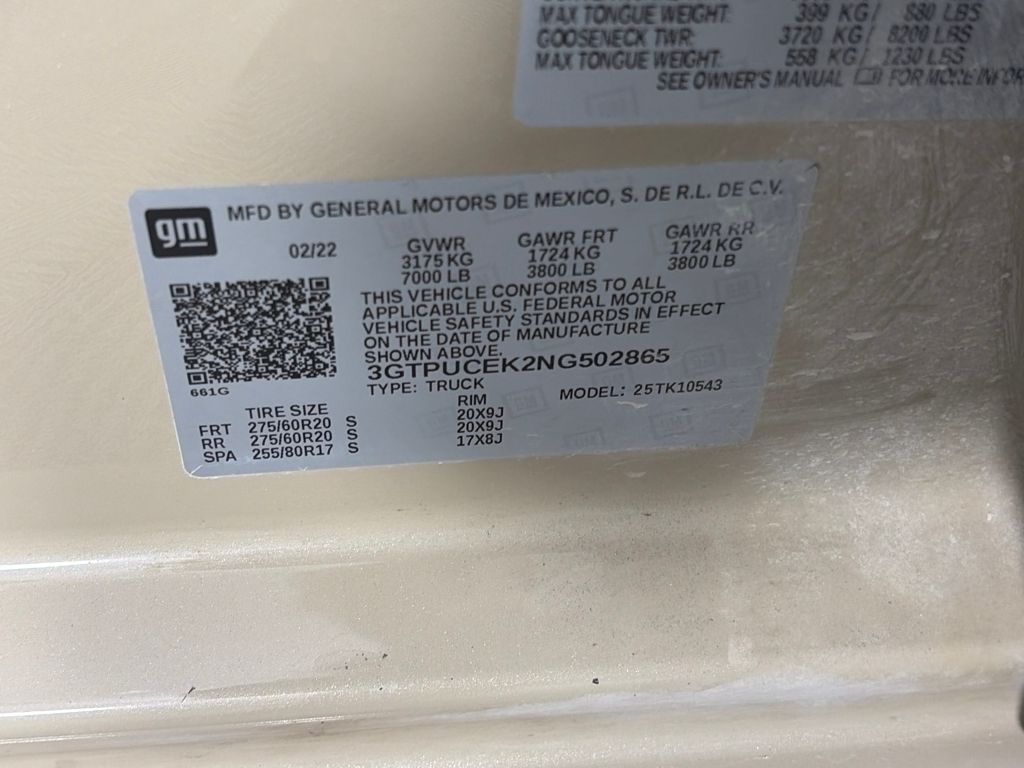 MAX TONGUE WEIGHT: 399 KG/ 880 LBS
GOOSENECK TWR: 3720 KG/ 8200 LBS
MAX TONGUE WEIGHT: 558 KG/ 1230 LBS
SEE OWNER'S MANUAL FOR MORE INFOR
gm
MFD BY GENERAL MOTORS DE MEXICO, S. DE R.L. DE C.V.
02/22 GVWR GAWR FRT GAWR RR
3175 KG 1724 KG 1724 KG
7000 LB 3800 LB 3800 LB
THIS VEHICLE CONFORMS TO ALL
APPLICABLE U.S. FEDERAL MOTOR
VEHICLE SAFETY STANDARDS IN EFFECT
ON THE DATE OF MANUFACTURE
SHOWN ABOVE.
3GTPUCEK2NG502865
661G
TYPE: TRUCK MODEL: 25TK10543
TIRE SIZE RIM
FRT 275/60R20 S 20X9J
RR 275/60R20 20X9J
SPA 255/80R17 S 17X8J